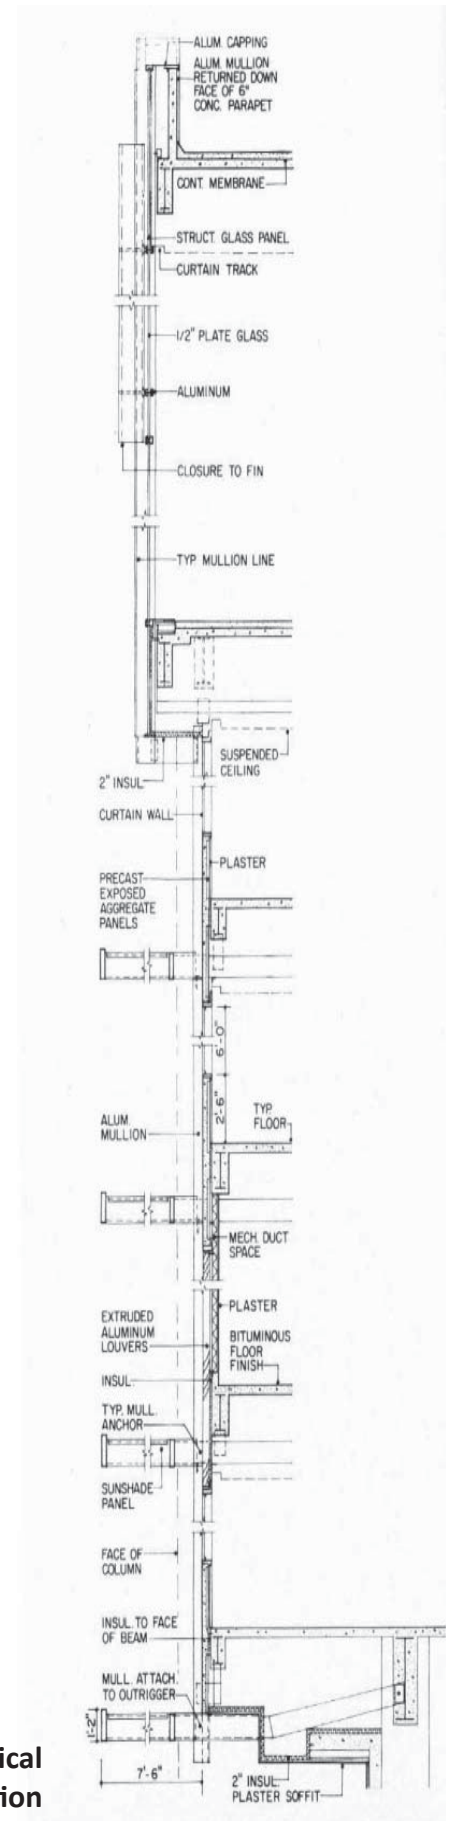 ALUM. CAPPING
ALUM. MULLION
RETURNED DOWN
FACE OF 6"
CONC. PARAPET
CONT. MEMBRANE
STRUCT. GLASS PANEL
CURTAIN TRACK
1/2" PLATE GLASS
ALUMINUM
CLOSURE TO FIN
TYP. MULLION LINE
SUSPENDED
CEILING
2" INSUL.
CURTAIN WALL
PLASTER
PRECAST
EXPOSED
AGGREGATE
PANELS
6'-0"
2'-6"
TYP.
FLOOR
ALUM.
MULLION
MECH. DUCT
SPACE
PLASTER
EXTRUDED
ALUMINUM
LOUVERS
BITUMINOUS
FLOOR
FINISH
INSUL.
TYP. MULL.
ANCHOR
SUNSHADE
PANEL
FACE OF
COLUMN
INSUL. TO FACE
OF BEAM
MULL. ATTACH.
TO OUTRIGGER
1'-2"
7'-6"
2" INSUL.
PLASTER SOFFIT
ical
ion